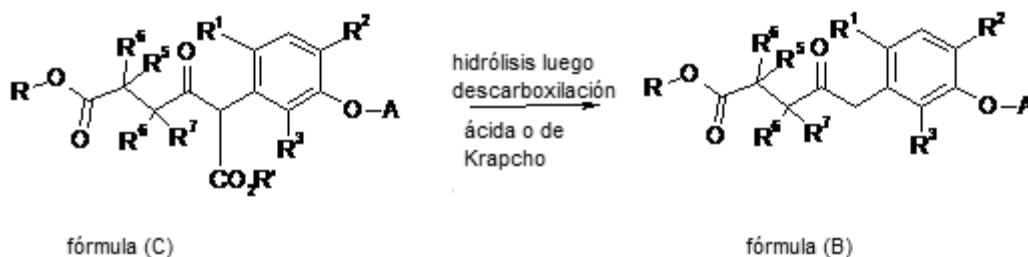 R⁶ R⁵ O R¹ R²
R O O R⁶ R⁷ R³ O–A
CO₂R'
hidrólisis luego
descarboxilación
ácida o de
Krapcho
R⁶ R⁵ O R¹ R²
R O O R⁶ R⁷ R³ O–A
fórmula (C)
fórmula (B)